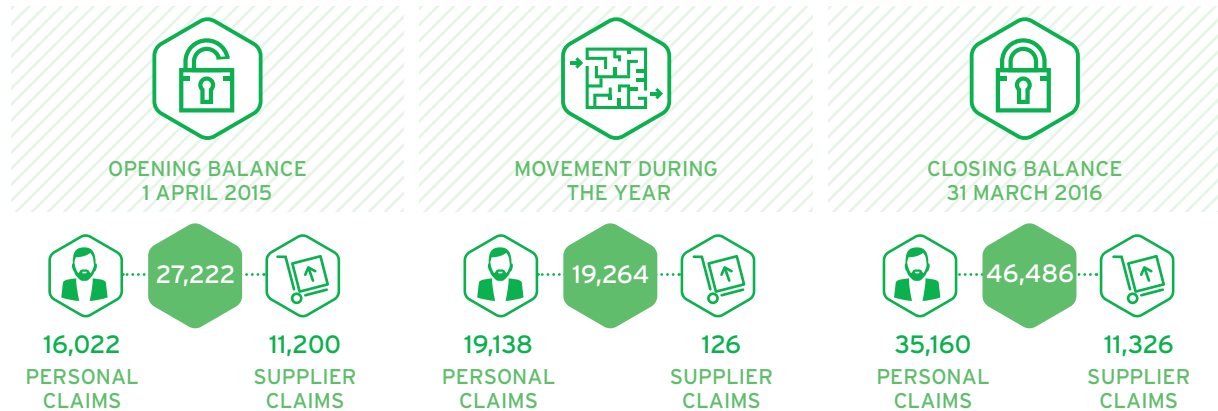 OPENING BALANCE
1 APRIL 2015
27,222
16,022
PERSONAL
CLAIMS
11,200
SUPPLIER
CLAIMS
MOVEMENT DURING
THE YEAR
19,264
19,138
PERSONAL
CLAIMS
126
SUPPLIER
CLAIMS
CLOSING BALANCE
31 MARCH 2016
46,486
35,160
PERSONAL
CLAIMS
11,326
SUPPLIER
CLAIMS